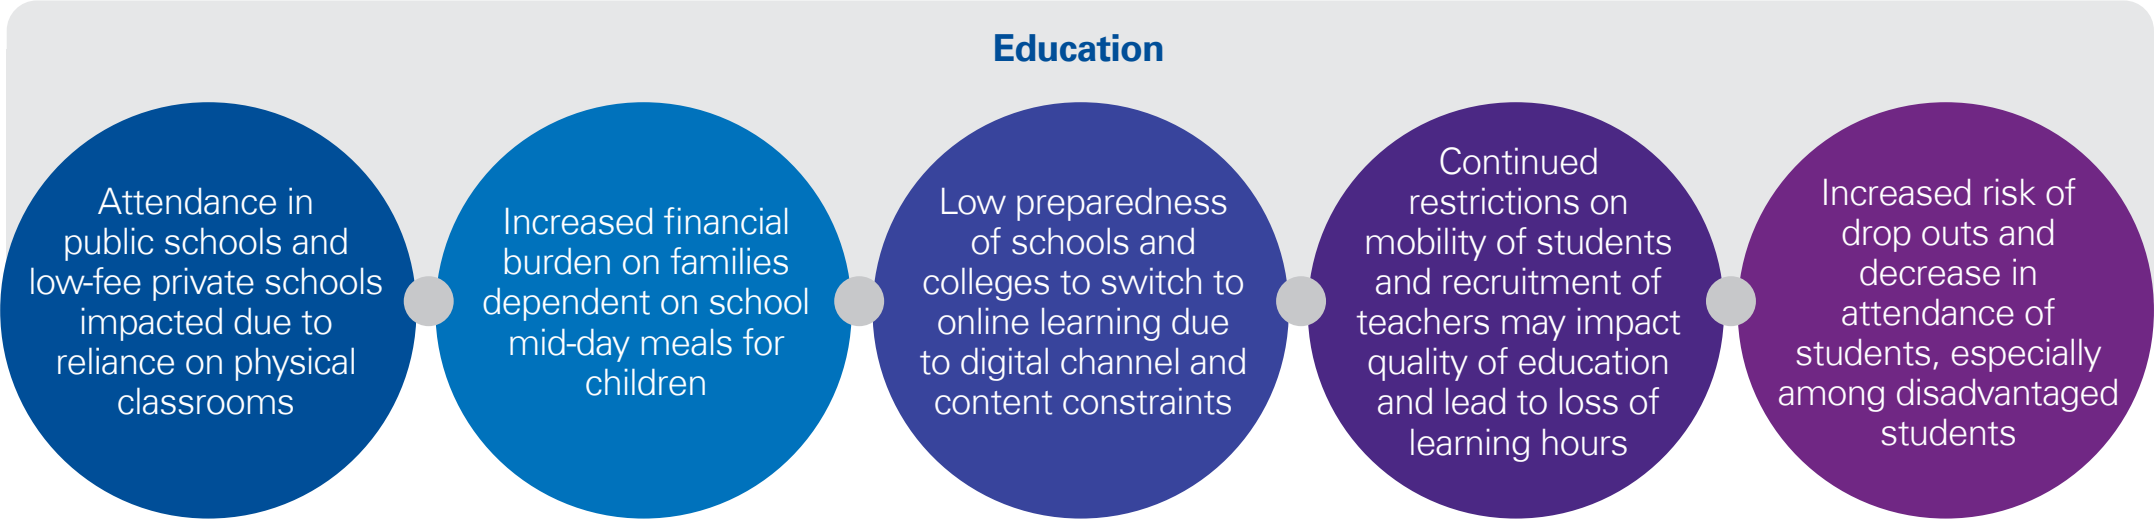 Education
Attendance in
public schools and
low-fee private schools
impacted due to
reliance on physical
classrooms
Increased financial
burden on families
dependent on school
mid-day meals for
children
Low preparedness
of schools and
colleges to switch to
online learning due
to digital channel and
content constraints
Continued
restrictions on
mobility of students
and recruitment of
teachers may impact
quality of education
and lead to loss of
learning hours
Increased risk of
drop outs and
decrease in
attendance of
students, especially
among disadvantaged
students